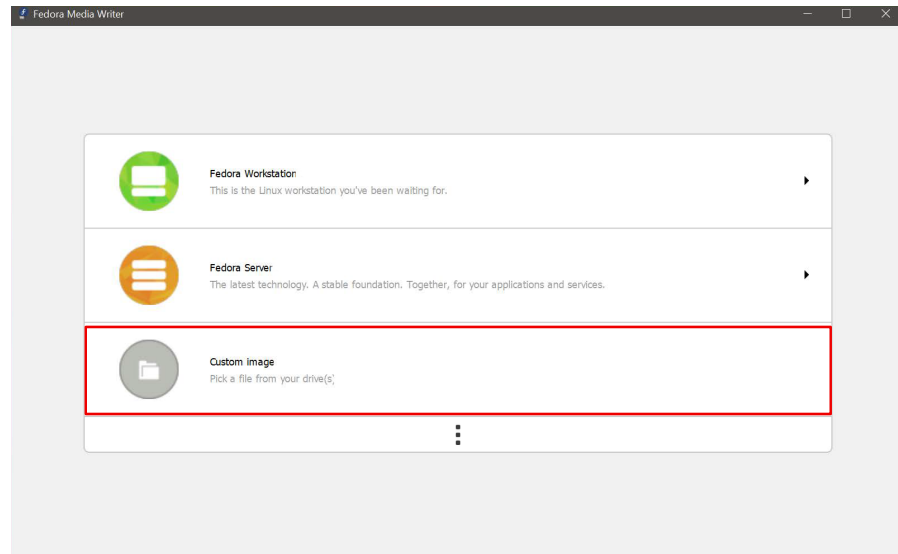 Fedora Media Writer
Fedora Workstation
This is the Linux workstation you've been waiting for.
Fedora Server
The latest technology. A stable foundation. Together, for your applications and services.
Custom image
Pick a file from your drive(s)